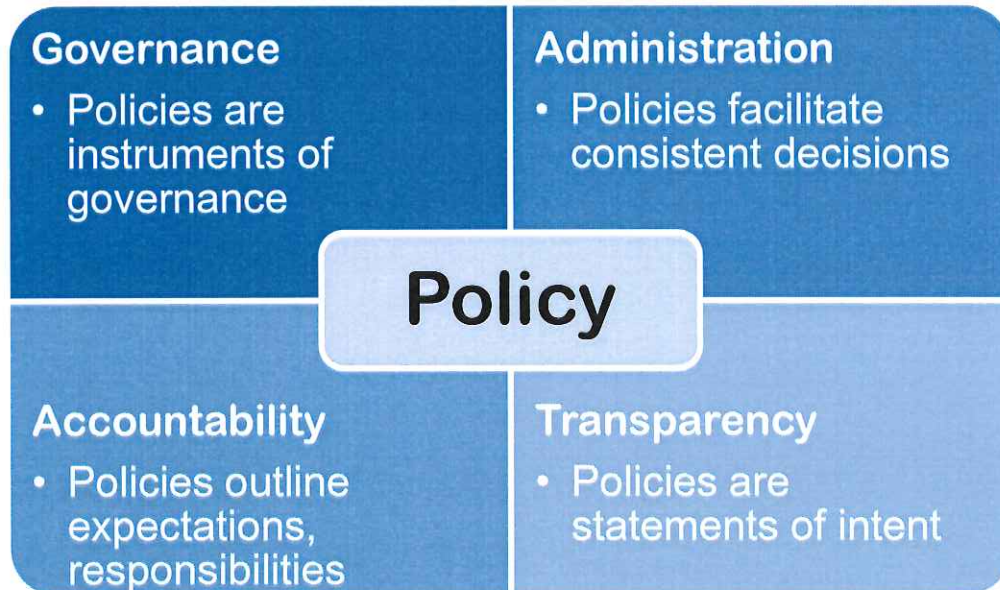 Governance
• Policies are
instruments of
governance
Administration
• Policies facilitate
consistent decisions
Policy
Accountability
• Policies outline
expectations,
responsibilities
Transparency
• Policies are
statements of intent